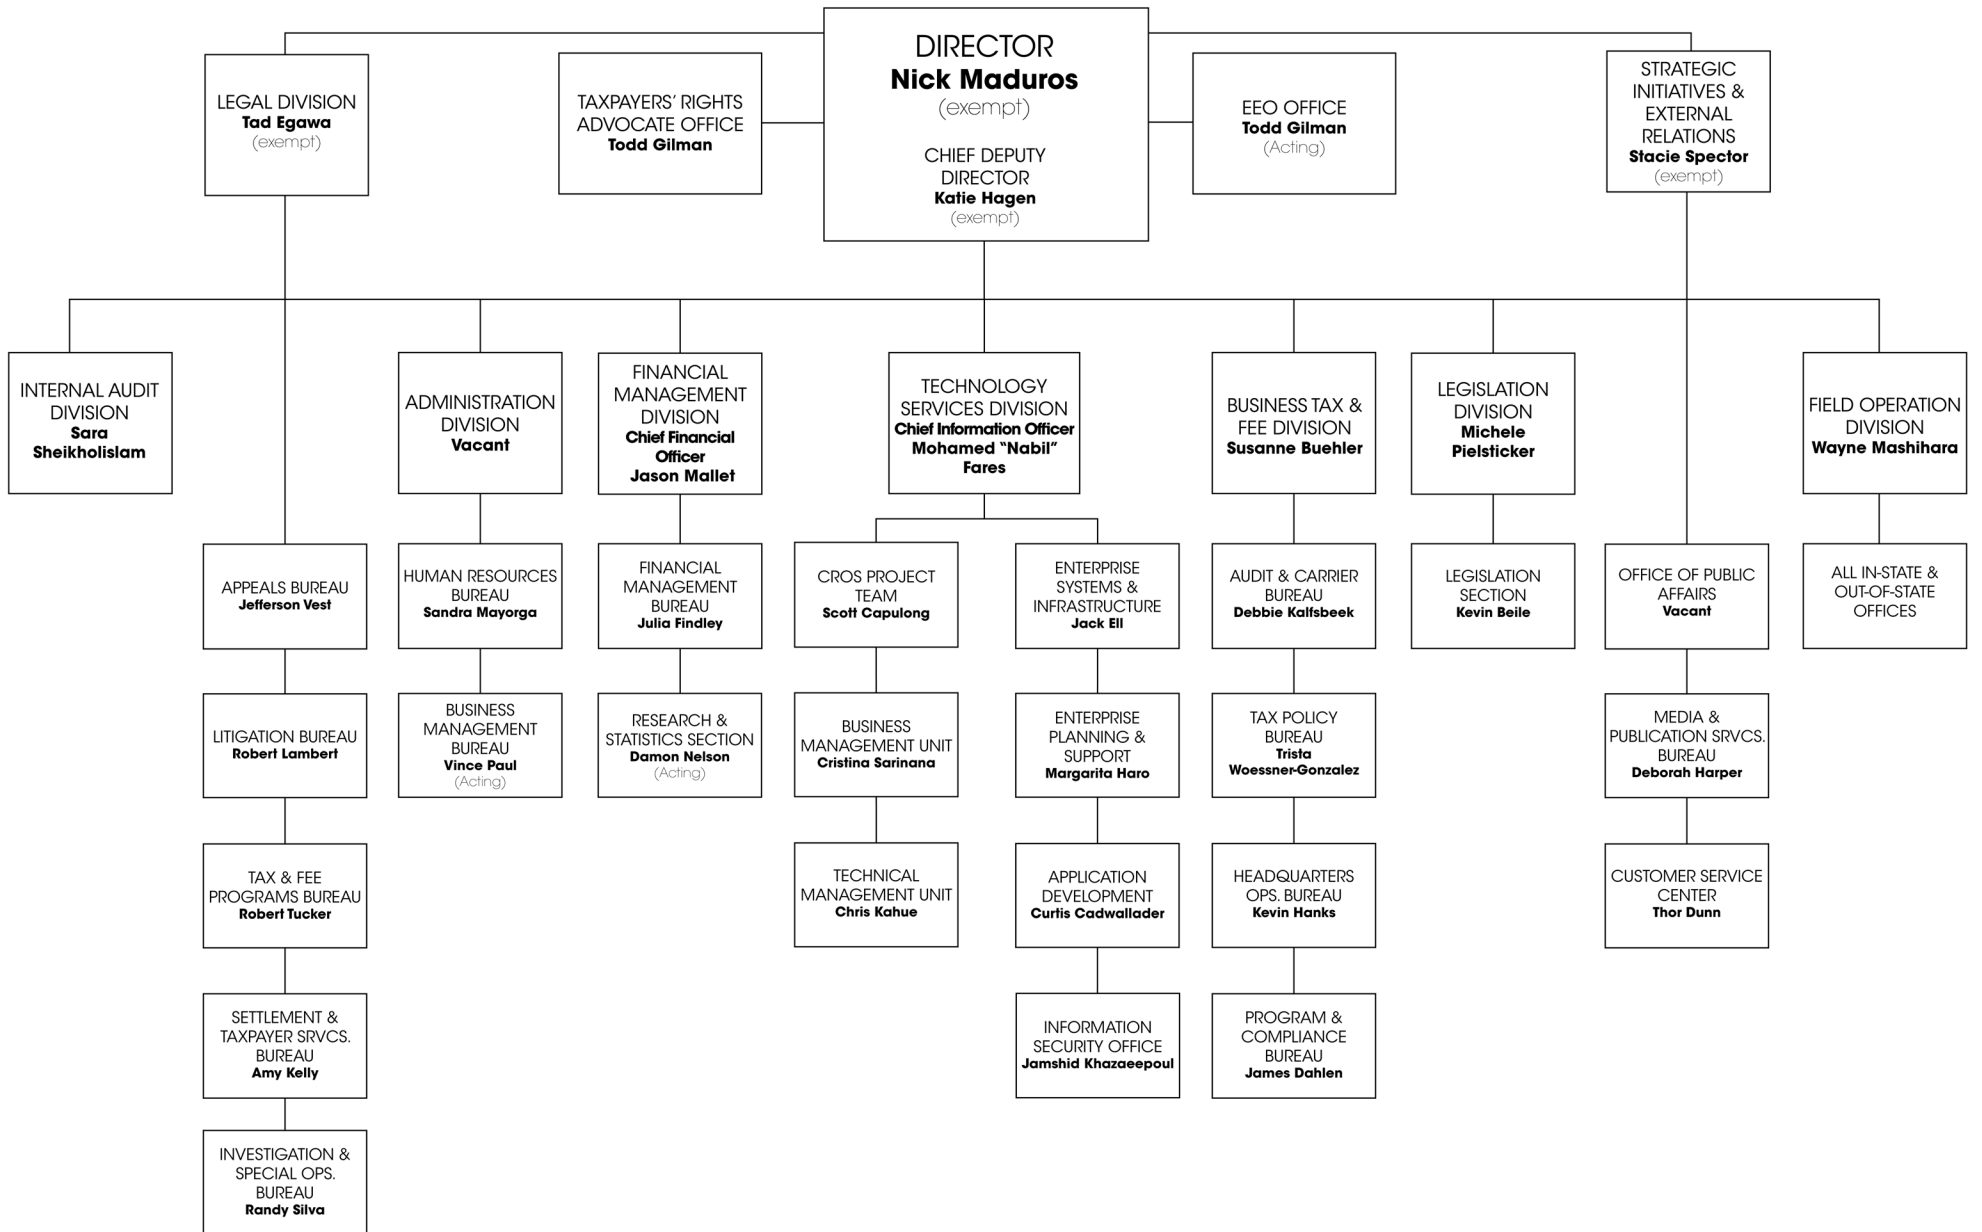 DIRECTOR
Nick Maduros
(exempt)
CHIEF DEPUTY
DIRECTOR
Katie Hagen
(exempt)
LEGAL DIVISION
Tad Egawa
(exempt)
TAXPAYERS’ RIGHTS
ADVOCATE OFFICE
Todd Gilman
EEO OFFICE
Todd Gilman
(Acting)
STRATEGIC
INITIATIVES &
EXTERNAL
RELATIONS
Stacie Spector
(exempt)
INTERNAL AUDIT
DIVISION
Sara
Sheikholislam
ADMINISTRATION
DIVISION
Vacant
FINANCIAL
MANAGEMENT
DIVISION
Chief Financial
Officer
Jason Mallet
TECHNOLOGY
SERVICES DIVISION
Chief Information Officer
Mohamed “Nabil”
Fares
BUSINESS TAX &
FEE DIVISION
Susanne Buehler
LEGISLATION
DIVISION
Michele
Pielsticker
FIELD OPERATION
DIVISION
Wayne Mashihara
APPEALS BUREAU
Jefferson Vest
HUMAN RESOURCES
BUREAU
Sandra Mayorga
FINANCIAL
MANAGEMENT
BUREAU
Julia Findley
CROS PROJECT
TEAM
Scott Capulong
ENTERPRISE
SYSTEMS &
INFRASTRUCTURE
Jack Ell
AUDIT & CARRIER
BUREAU
Debbie Kalfsbeek
LEGISLATION
SECTION
Kevin Beile
OFFICE OF PUBLIC
AFFAIRS
Vacant
ALL IN-STATE &
OUT-OF-STATE
OFFICES
LITIGATION BUREAU
Robert Lambert
BUSINESS
MANAGEMENT
BUREAU
Vince Paul
(Acting)
RESEARCH &
STATISTICS SECTION
Damon Nelson
(Acting)
BUSINESS
MANAGEMENT UNIT
Cristina Sarinana
ENTERPRISE
PLANNING &
SUPPORT
Margarita Haro
TAX POLICY
BUREAU
Trista
Woessner-Gonzalez
MEDIA &
PUBLICATION SRVCS.
BUREAU
Deborah Harper
TAX & FEE
PROGRAMS BUREAU
Robert Tucker
TECHNICAL
MANAGEMENT UNIT
Chris Kahue
APPLICATION
DEVELOPMENT
Curtis Cadwallader
HEADQUARTERS
OPS. BUREAU
Kevin Hanks
CUSTOMER SERVICE
CENTER
Thor Dunn
SETTLEMENT &
TAXPAYER SRVCS.
BUREAU
Amy Kelly
INFORMATION
SECURITY OFFICE
Jamshid Khazaeepoul
PROGRAM &
COMPLIANCE
BUREAU
James Dahlen
INVESTIGATION &
SPECIAL OPS.
BUREAU
Randy Silva